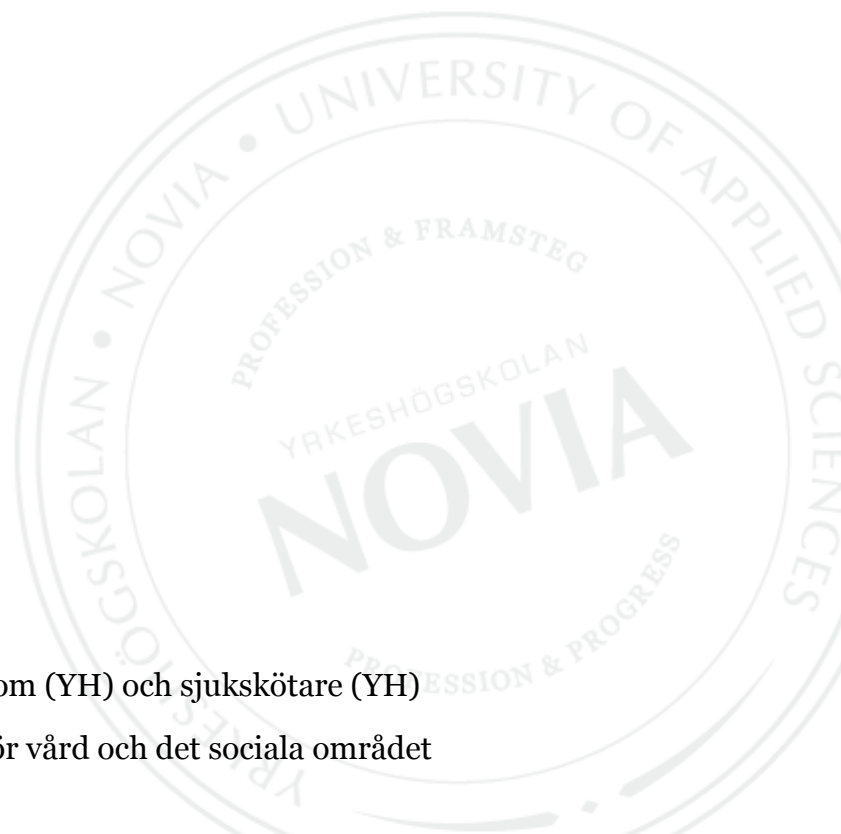 UNIVERSITY OF APPLIED SCIENCES
YRKESHÖGSKOLAN • NOVIA •
PROFESSION & FRAMSTEG
YRKESHÖGSKOLAN
NOVIA
PROFESSION & PROGRESS
om (YH) och sjukskötare (YH)
ör vård och det sociala området